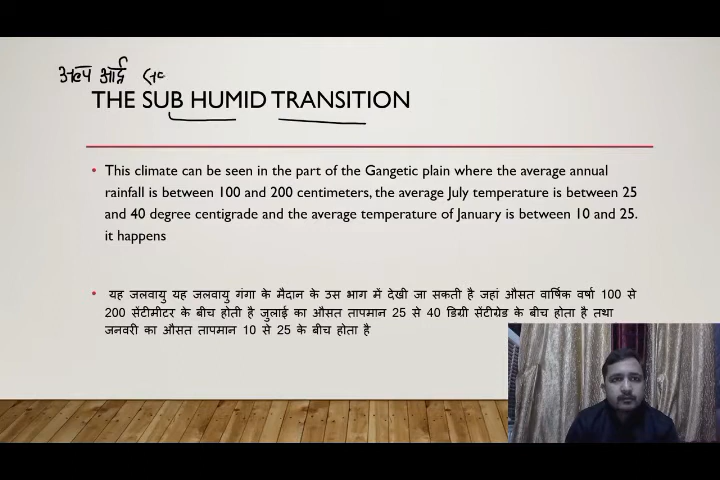 अल्प आर्द्र
THE SUB HUMID TRANSITION
• This climate can be seen in the part of the Gangetic plain where the average annual
rainfall is between 100 and 200 centimeters, the average July temperature is between 25
and 40 degree centigrade and the average temperature of January is between 10 and 25.
it happens
• यह जलवायु यह जलवायु गंगा के मैदान के उस भाग में देखी जा सकती है जहां औसत वार्षिक वर्षा 100 से
200 सेंटीमीटर के बीच होती है जुलाई का औसत तापमान 25 से 40 डिग्री सेंटीग्रेड के बीच होता है तथा
जनवरी का औसत तापमान 10 से 25 के बीच होता है